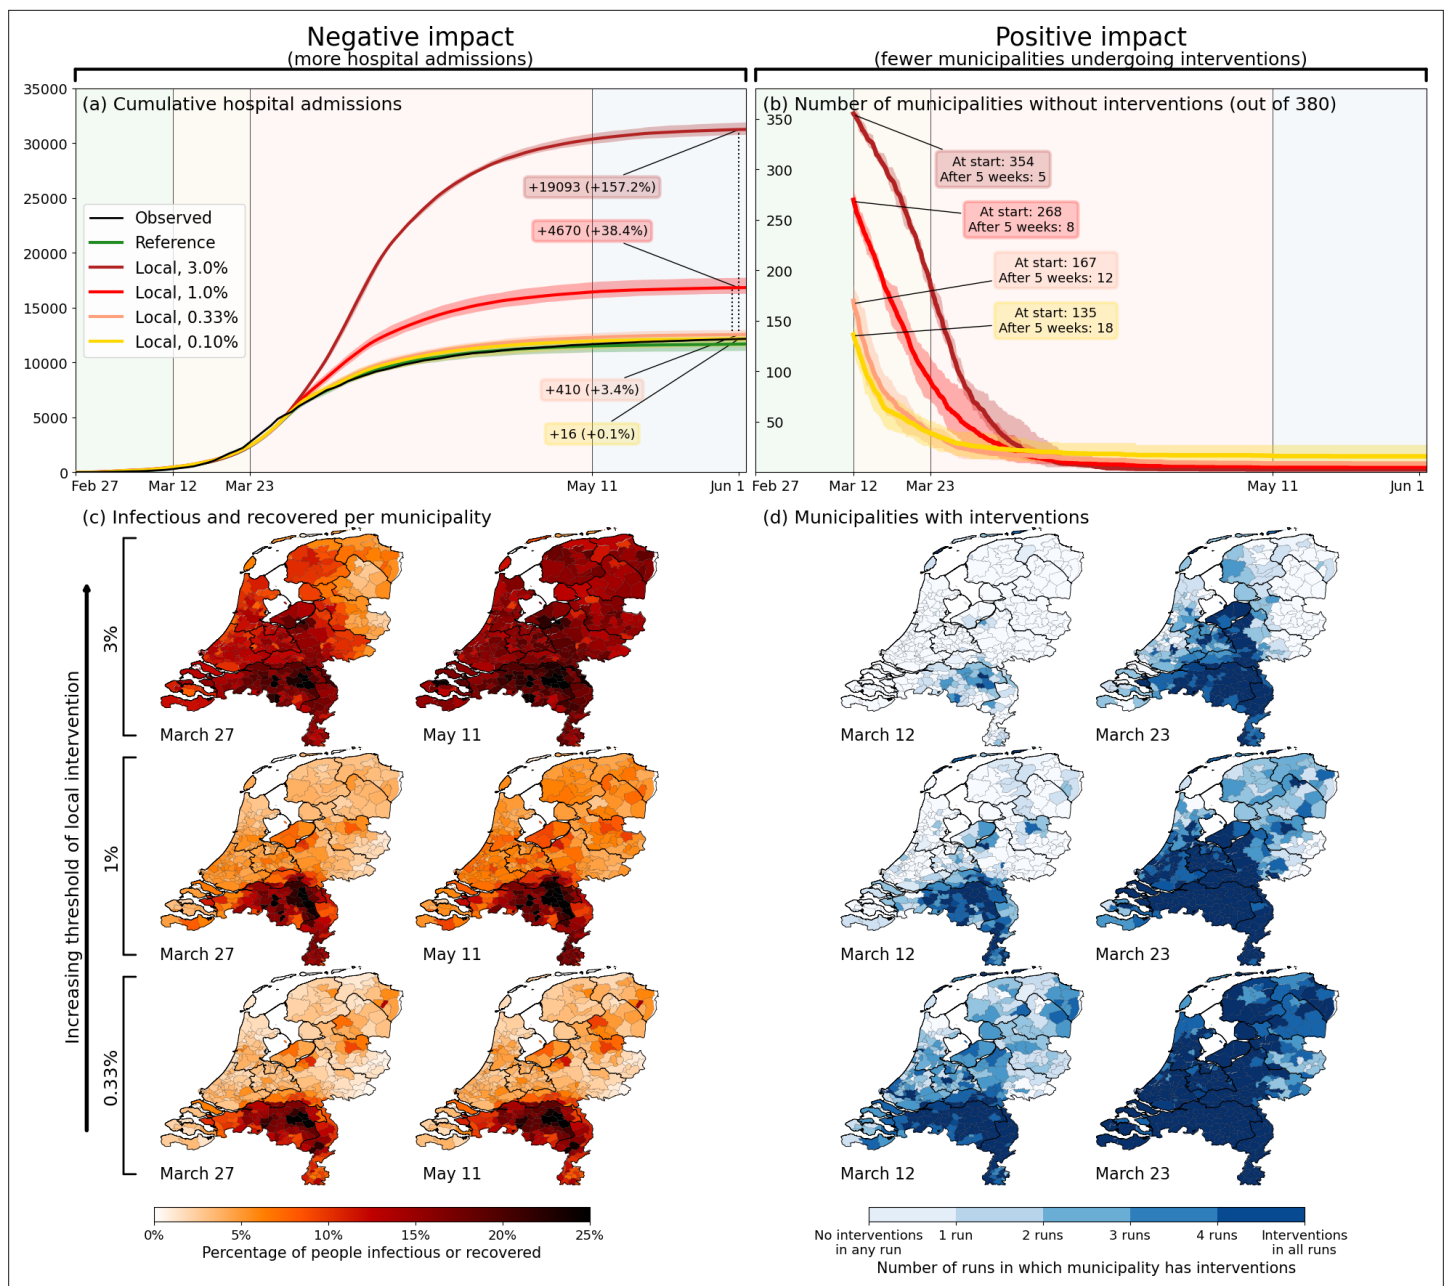 Negative impact
(more hospital admissions)
Positive impact
(fewer municipalities undergoing interventions)
(a) Cumulative hospital admissions
35000
30000
25000
20000
15000
10000
5000
0
Observed
Reference
Local, 3.0%
Local, 1.0%
Local, 0.33%
Local, 0.10%
+19093 (+157.2%)
+4670 (+38.4%)
+410 (+3.4%)
+16 (+0.1%)
Feb 27
Mar 12
Mar 23
May 11
Jun 1
(b) Number of municipalities without interventions (out of 380)
350
300
250
200
150
100
50
At start: 354
After 5 weeks: 5
At start: 268
After 5 weeks: 8
At start: 167
After 5 weeks: 12
At start: 135
After 5 weeks: 18
Feb 27
Mar 12
Mar 23
May 11
Jun 1
(c) Infectious and recovered per municipality
Increasing threshold of local intervention
3%
March 27
May 11
1%
March 27
May 11
0.33%
March 27
May 11
0%
5%
10%
15%
20%
25%
Percentage of people infectious or recovered
(d) Municipalities with interventions
March 12
March 23
March 12
March 23
March 12
March 23
No interventions
in any run
1 run
2 runs
3 runs
4 runs
Interventions
in all runs
Number of runs in which municipality has interventions